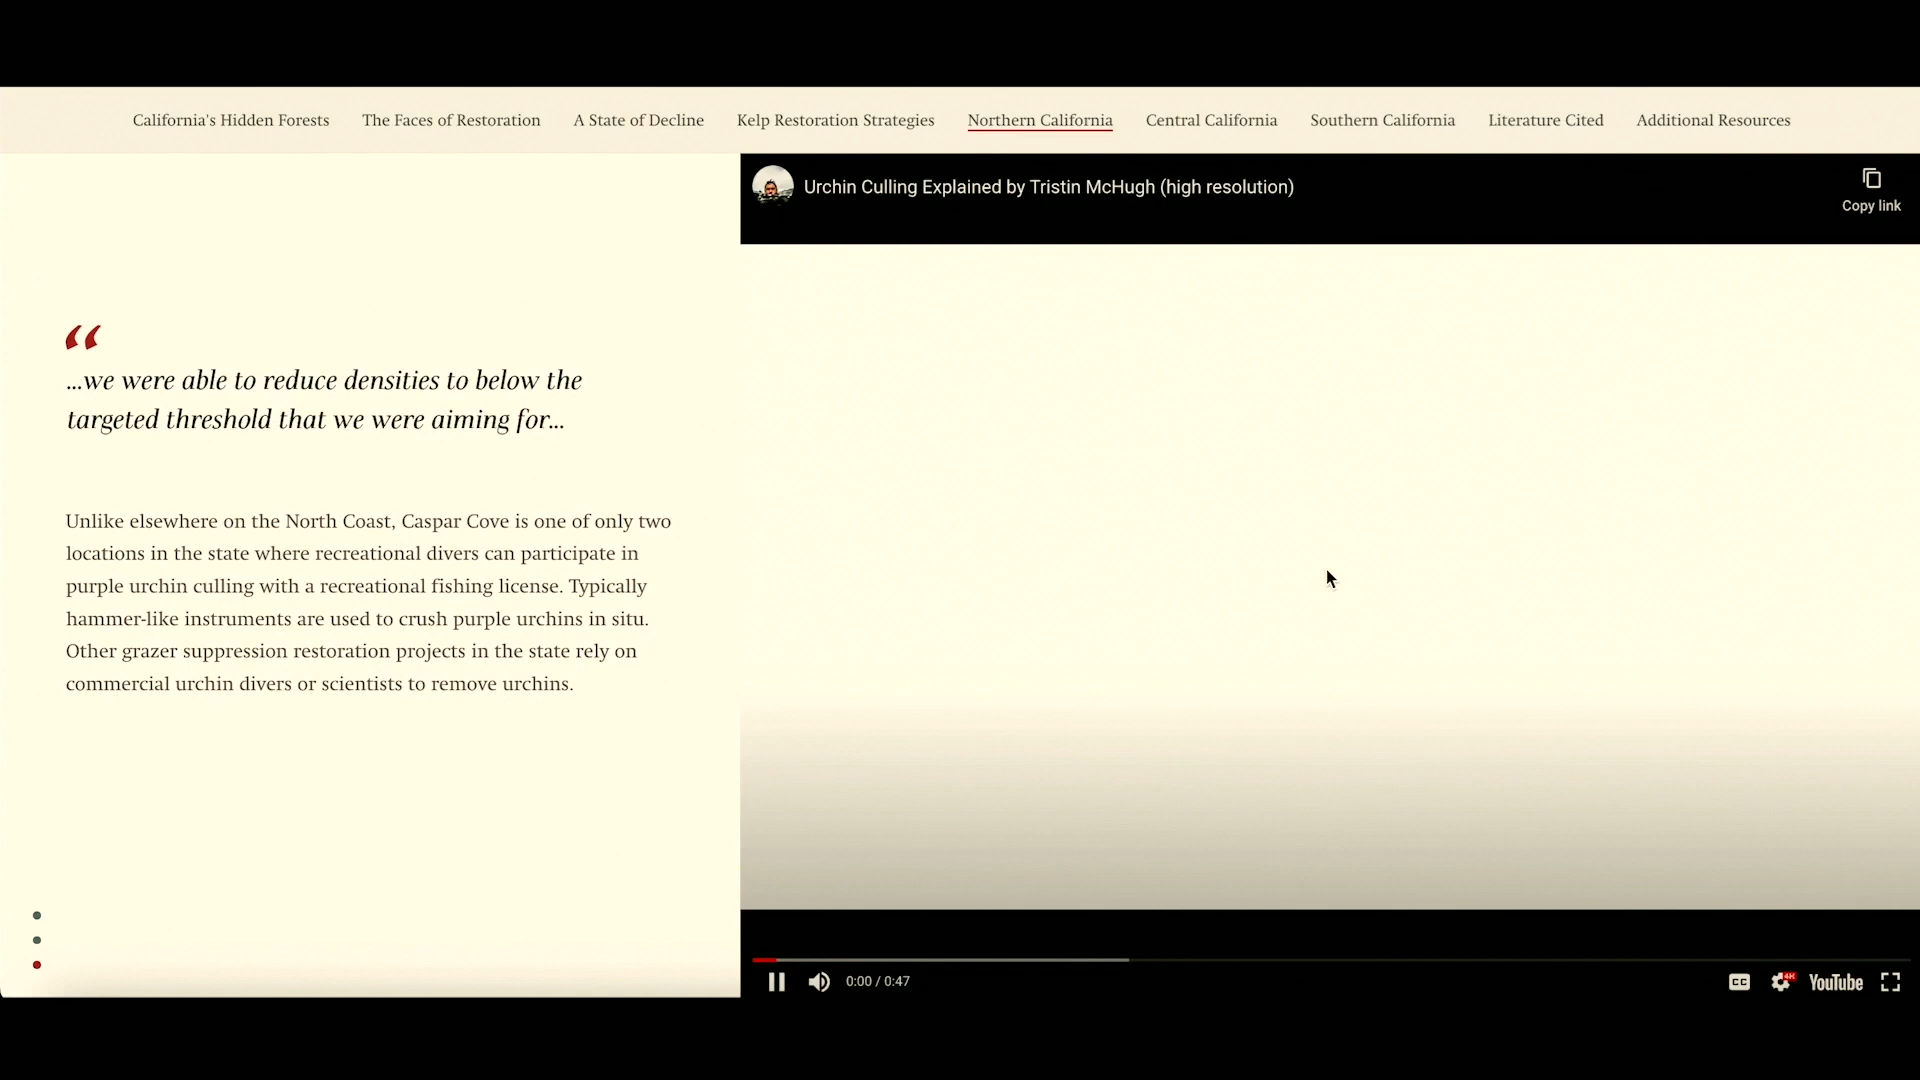 California's Hidden Forests The Faces of Restoration A State of Decline Kelp Restoration Strategies Northern California Central California Southern California Literature Cited Additional Resources
Urchin Culling Explained by Tristin McHugh (high resolution)
Copy link
“
...we were able to reduce densities to below the
targeted threshold that we were aiming for...
Unlike elsewhere on the North Coast, Caspar Cove is one of only two
locations in the state where recreational divers can participate in
purple urchin culling with a recreational fishing license. Typically
hammer-like instruments are used to crush purple urchins in situ.
Other grazer suppression restoration projects in the state rely on
commercial urchin divers or scientists to remove urchins.
0:00 / 0:47
CC 4K YouTube